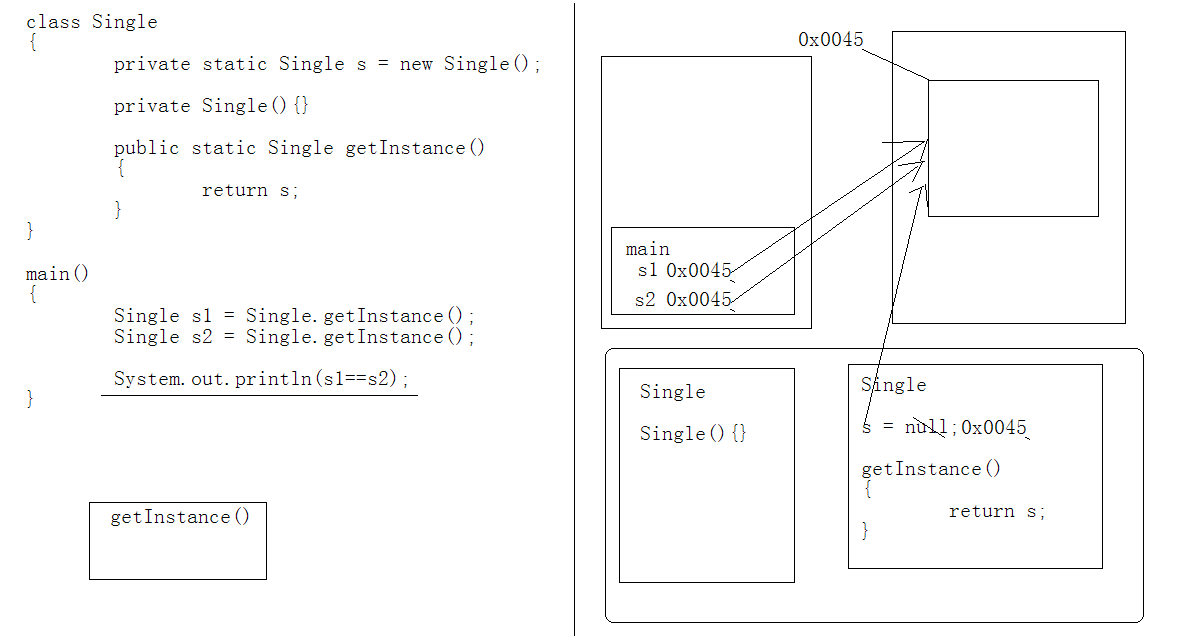 class Single
{
private static Single s = new Single();
private Single(){}
public static Single getInstance()
{
return s;
}
}
main()
{
Single s1 = Single.getInstance();
Single s2 = Single.getInstance();
System.out.println(s1==s2);
}
getInstance()
0x0045
main
s1 0x0045
s2 0x0045
Single
Single(){}
Single
s = null;0x0045
getInstance()
{
return s;
}